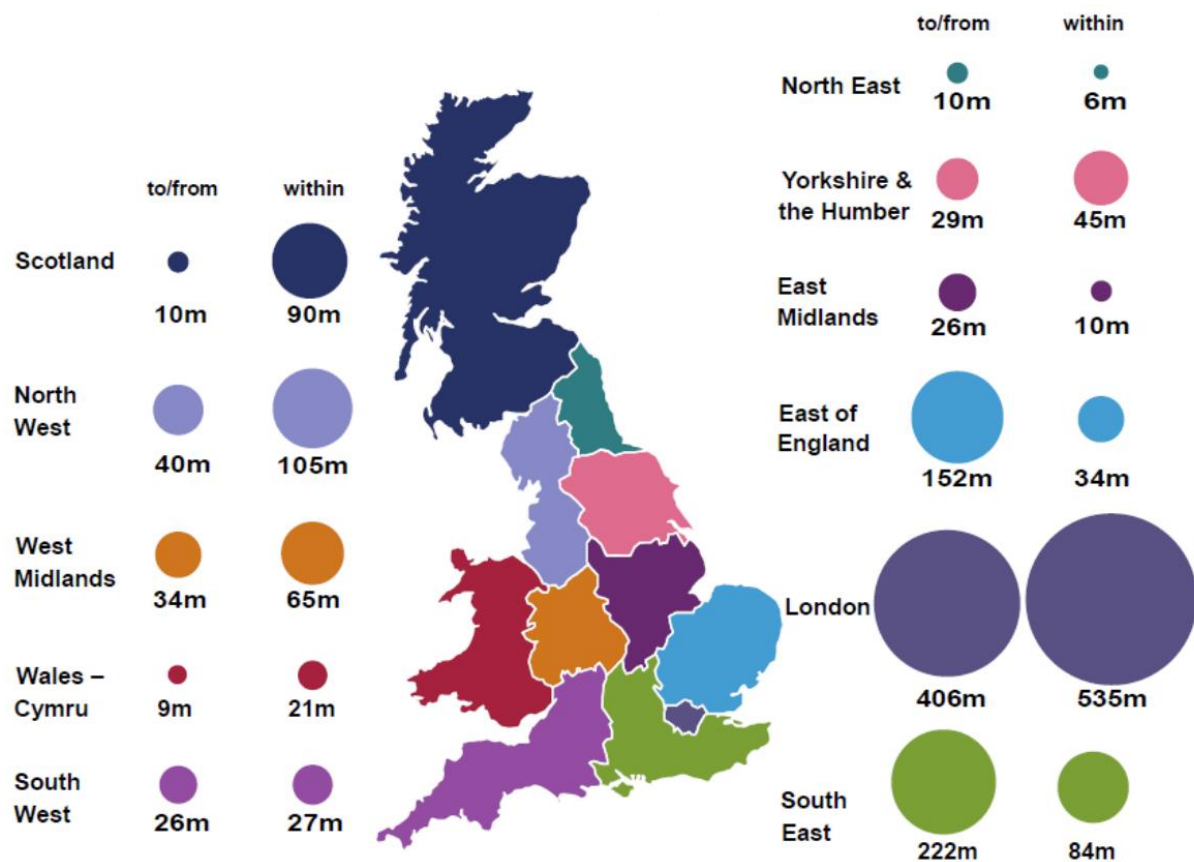 to/from within
Scotland
10m 90m
North
West
40m 105m
West
Midlands
34m 65m
Wales –
Cymru
9m 21m
South
West
26m 27m
to/from within
North East
10m 6m
Yorkshire &
the Humber
29m 45m
East
Midlands
26m 10m
East of
England
152m 34m
London
406m 535m
South
East
222m 84m